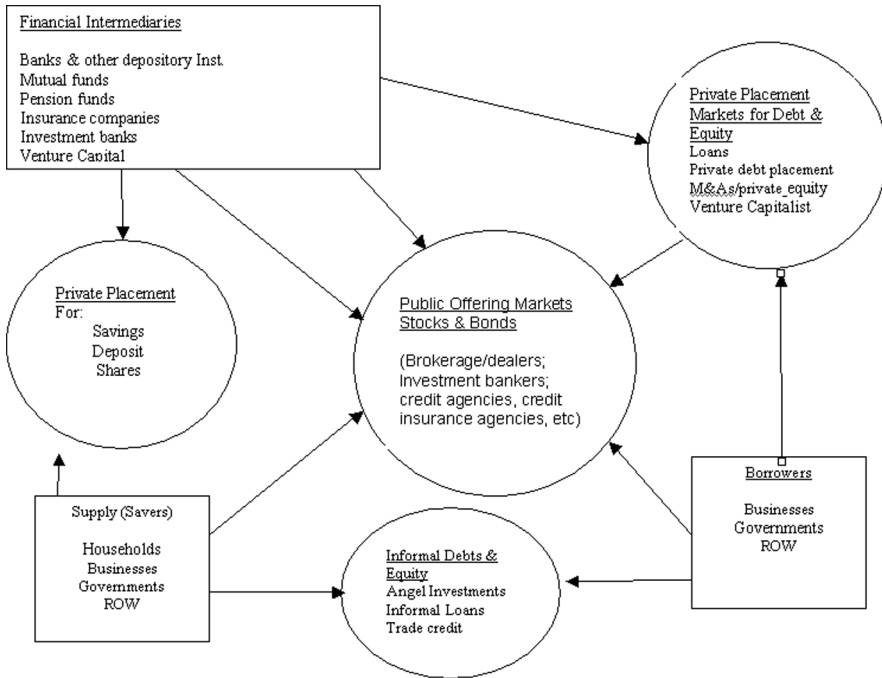 Financial Intermediaries
Banks & other depository Inst.
Mutual funds
Pension funds
Insurance companies
Investment banks
Venture Capital
Private Placement
Markets for Debt &
Equity
Loans
Private debt placement
M&As/private equity
Venture Capitalist
Private Placement
For:
Savings
Deposit
Shares
Public Offering Markets
Stocks & Bonds
(Brokerage/dealers;
Investment bankers;
credit agencies, credit
insurance agencies, etc)
Supply (Savers)
Households
Businesses
Governments
ROW
Informal Debts &
Equity
Angel Investments
Informal Loans
Trade credit
Borrowers
Businesses
Governments
ROW